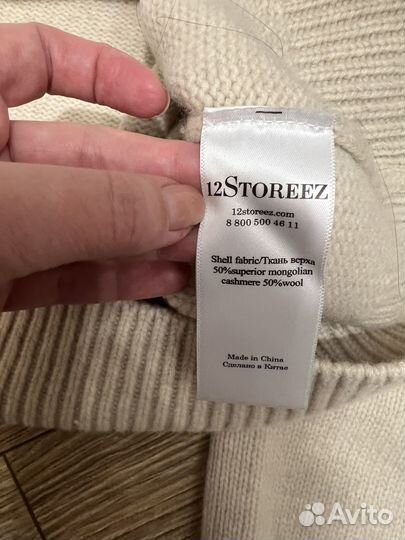 12STOREEZ
12storeez.com
8 800 500 46 11
Shell fabric/Ткань верха
50%superior mongolian
cashmere 50%wool
Made in China
Сделано в Китае
Avito